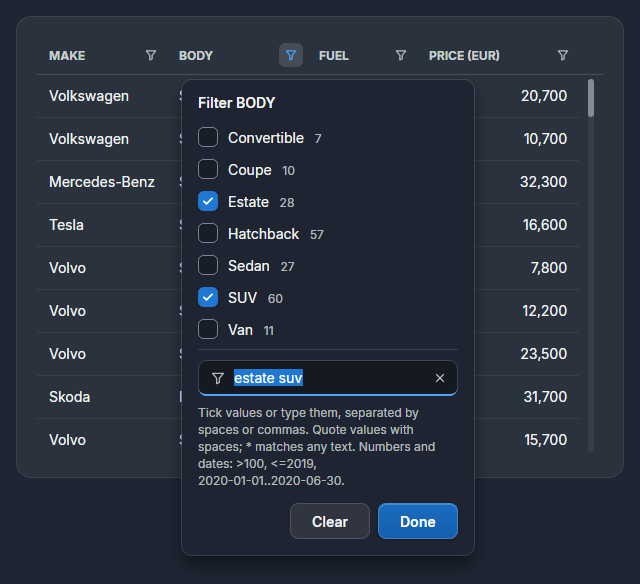 MAKE BODY FUEL PRICE (EUR)
Filter BODY
Volkswagen 20,700
Convertible 7
Volkswagen 10,700
Coupe 10
Mercedes-Benz 32,300
Estate 28
Tesla 16,600
Hatchback 57
Volvo 7,800
Sedan 27
Volvo 12,200
SUV 60
Van 11
Volvo 23,500
estate suv
Skoda 31,700
Tick values or type them, separated by
spaces or commas. Quote values with
Volvo 15,700
spaces; * matches any text. Numbers and
dates: >100, <=2019,
2020-01-01..2020-06-30.
Clear Done